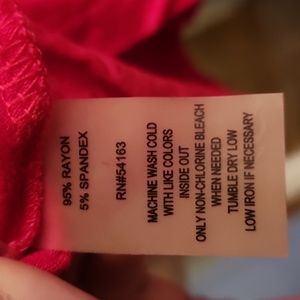 95% RAYON
5% SPANDEX
RN#54163
MACHINE WASH COLD
WITH LIKE COLORS
INSIDE OUT
ONLY NON-CHLORINE BLEACH
WHEN NEEDED
TUMBLE DRY LOW
LOW IRON IF NECESSARY